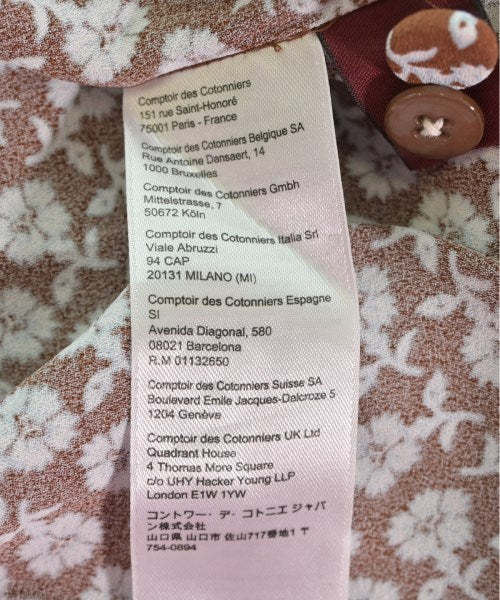 Comptoir des Cotonniers
151 rue Saint-Honoré
75001 Paris - France
Comptoir des Cotonniers Belgique SA
Rue Antoine Dansaert, 14
1000 Bruxelles
Comptoir des Cotonniers Gmbh
Mittelstrasse, 7
50672 Köln
Comptoir des Cotonniers Italia Srl
Viale Abruzzi
94 CAP
20131 MILANO (MI)
Comptoir des Cotonniers Espagne
Sl
Avenida Diagonal, 580
08021 Barcelona
R.M 01132650
Comptoir des Cotonniers Suisse SA
Boulevard Emile Jacques-Dalcroze 5
1204 Genève
Comptoir des Cotonniers UK Ltd
Quadrant House
4 Thomas More Square
c/o UHY Hacker Young LLP
London E1W 1YW
コントワー・デ・コトニエ ジャパ
ン株式会社
山口県 山口市 佐山717番地1 〒
754-0894